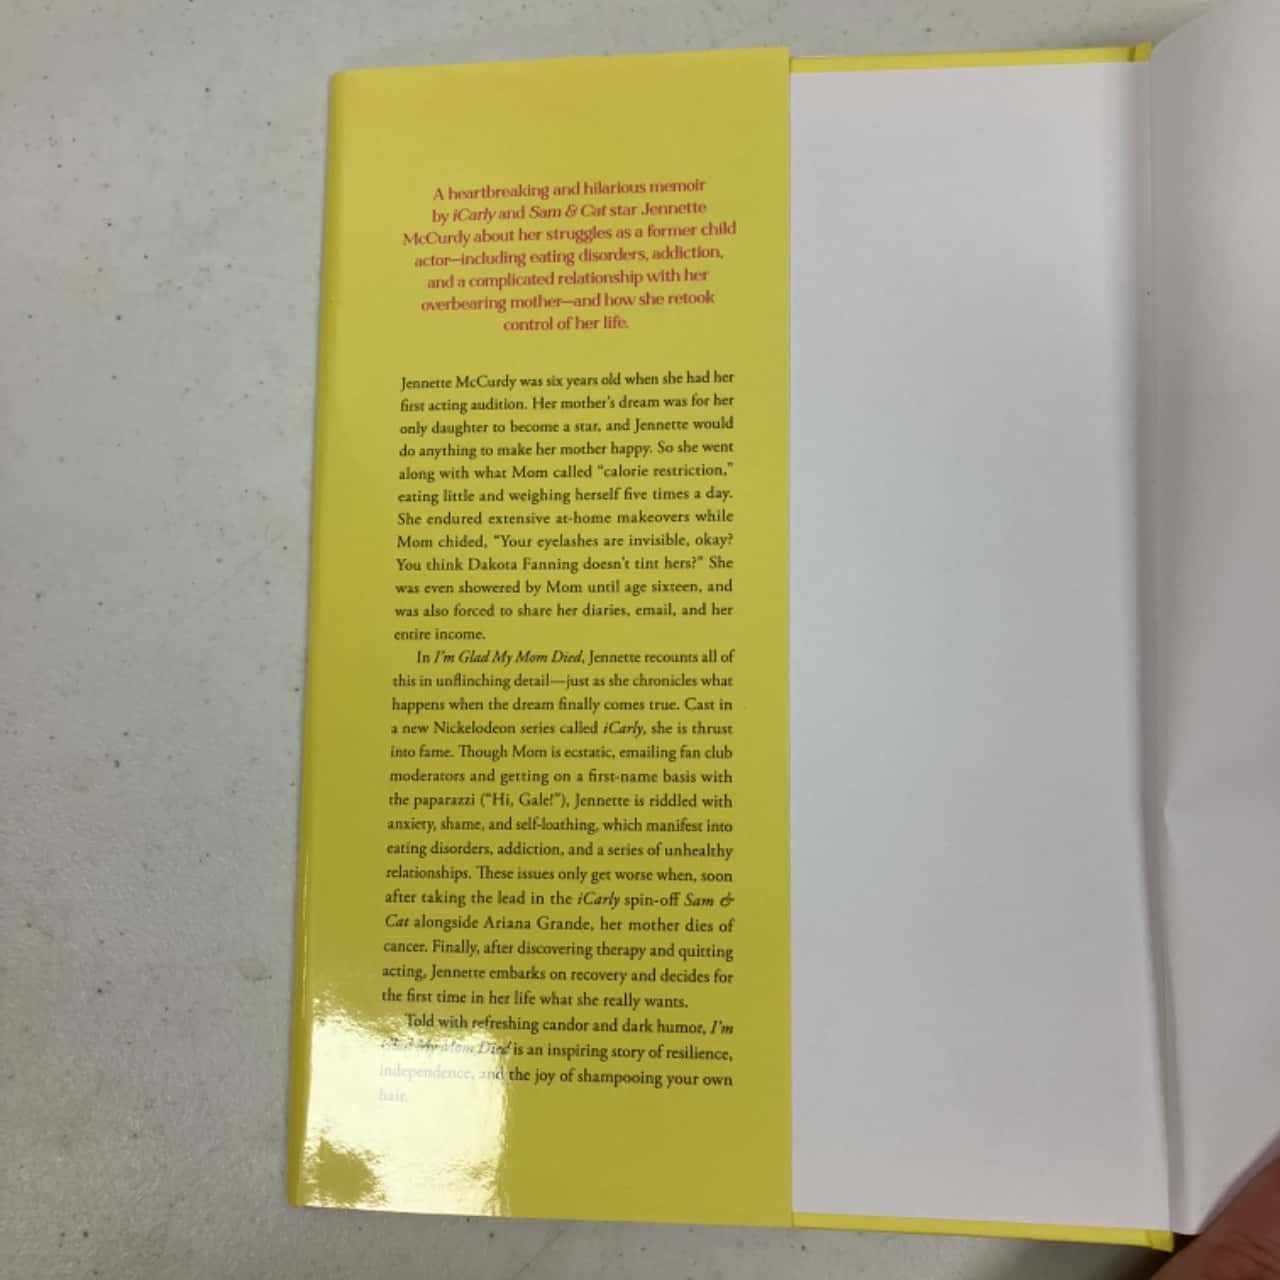 A heartbreaking and hilarious memoir
by iCarly and Sam & Cat star Jennette
McCurdy about her struggles as a former child
actor—including eating disorders, addiction,
and a complicated relationship with her
overbearing mother—and how she retook
control of her life.
Jennette McCurdy was six years old when she had her
first acting audition. Her mother's dream was for her
only daughter to become a star, and Jennette would
do anything to make her mother happy. So she went
along with what Mom called “calorie restriction,”
eating little and weighing herself five times a day.
She endured extensive at-home makeovers while
Mom chided, “Your eyelashes are invisible, okay?
You think Dakota Fanning doesn't tint hers?” She
was even showered by Mom until age sixteen, and
was also forced to share her diaries, email, and her
entire income.
In I'm Glad My Mom Died, Jennette recounts all of
this in unflinching detail—just as she chronicles what
happens when the dream finally comes true. Cast in
a new Nickelodeon series called iCarly, she is thrust
into fame. Though Mom is ecstatic, emailing fan club
moderators and getting on a first-name basis with
the paparazzi (“Hi, Gale!”), Jennette is riddled with
anxiety, shame, and self-loathing, which manifest into
eating disorders, addiction, and a series of unhealthy
relationships. These issues only get worse when, soon
after taking the lead in the iCarly spin-off Sam &
Cat alongside Ariana Grande, her mother dies of
cancer. Finally, after discovering therapy and quitting
acting, Jennette embarks on recovery and decides for
the first time in her life what she really wants.
Told with refreshing candor and dark humor, I'm
Glad My Mom Died is an inspiring story of resilience,
independence, and the joy of shampooing your own
hair.